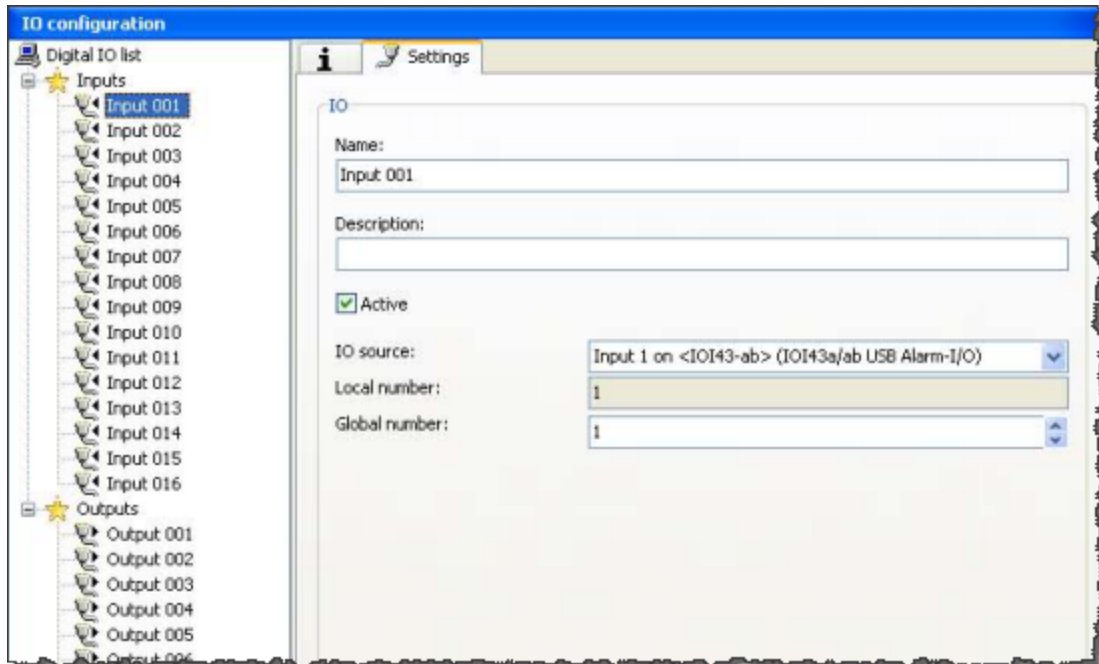 IO configuration
Digital IO list
Inputs
Input 001
Input 002
Input 003
Input 004
Input 005
Input 006
Input 007
Input 008
Input 009
Input 010
Input 011
Input 012
Input 013
Input 014
Input 015
Input 016
Outputs
Output 001
Output 002
Output 003
Output 004
Output 005
Output 006
i
Settings
IO
Name:
Input 001
Description:
Active
IO source:
Input 1 on <IOI43-ab> (IOI43a/ab USB Alarm-I/O)
Local number:
1
Global number:
1